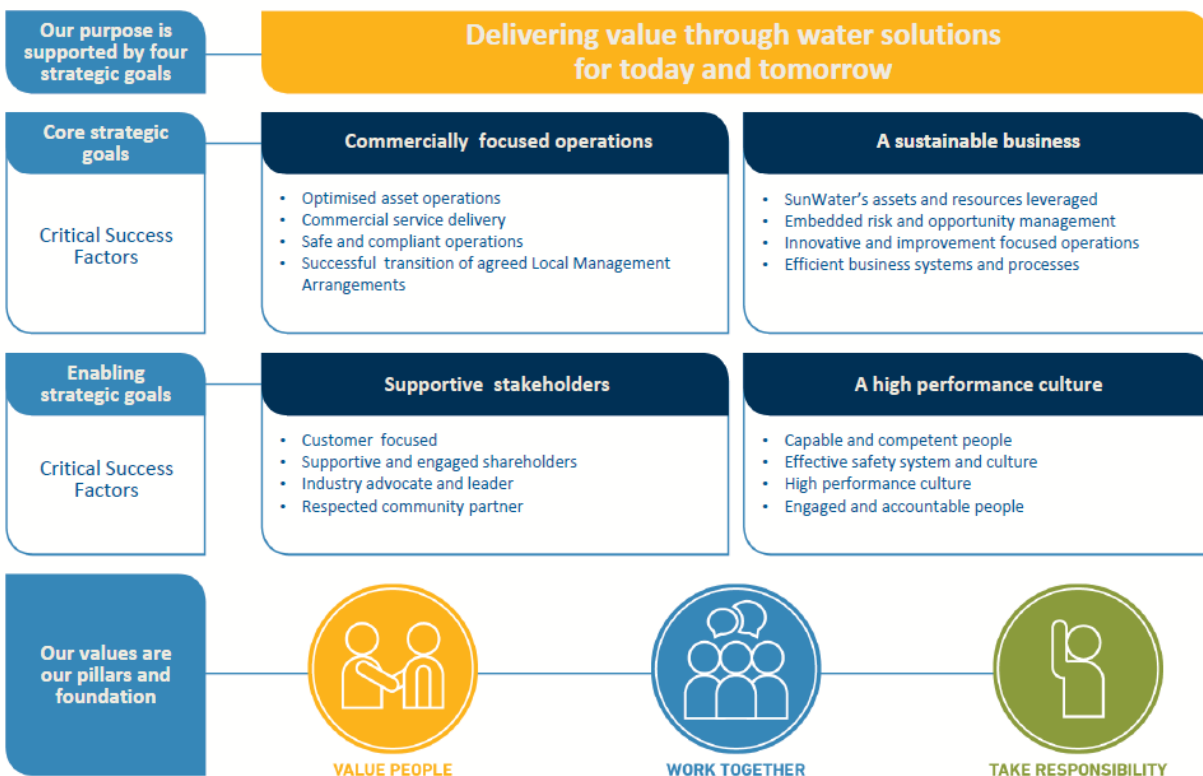 Our purpose is
supported by four
strategic goals
Delivering value through water solutions
for today and tomorrow
Core strategic
goals
Critical Success
Factors
Commercially focused operations
• Optimised asset operations
• Commercial service delivery
• Safe and compliant operations
• Successful transition of agreed Local Management
Arrangements
A sustainable business
• SunWater's assets and resources leveraged
• Embedded risk and opportunity management
• Innovative and improvement focused operations
• Efficient business systems and processes
Enabling
strategic goals
Critical Success
Factors
Supportive stakeholders
• Customer focused
• Supportive and engaged shareholders
• Industry advocate and leader
• Respected community partner
A high performance culture
• Capable and competent people
• Effective safety system and culture
• High performance culture
• Engaged and accountable people
Our values are
our pillars and
foundation
VALUE PEOPLE
WORK TOGETHER
TAKE RESPONSIBILITY